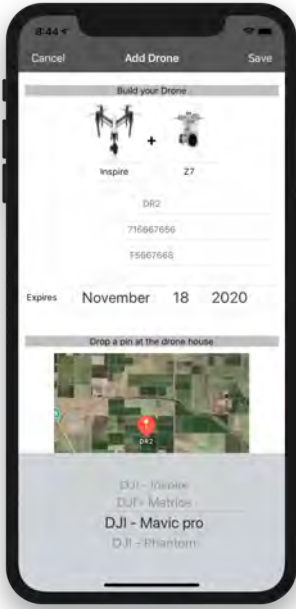 8:44
Cancel Add Drone Save
Build your Drone
+
Inspire Z7
DR2
716667656
F5667668
Expires November 18 2020
Drop a pin at the drone house
DR2
DJI - Inspire
DJI - Matrice
DJI - Mavic pro
DJI - Phantom